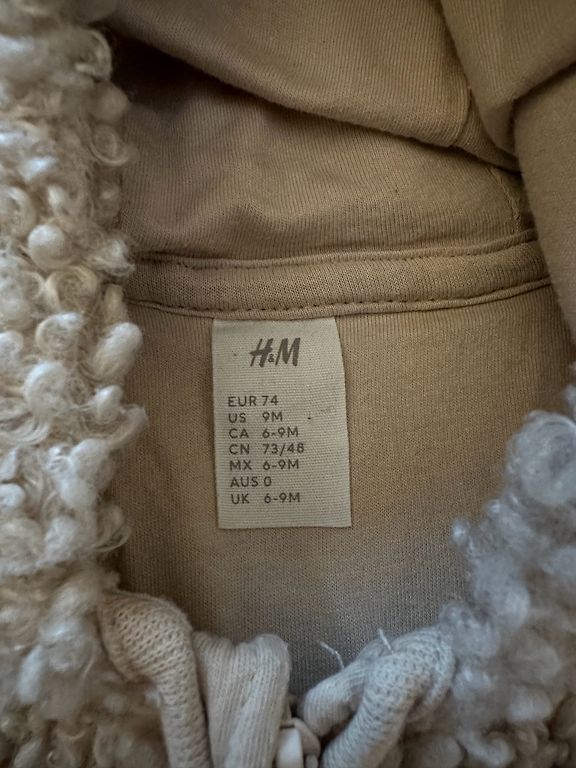 H&M
EUR 74
US 9M
CA 6-9M
CN 73/48
MX 6-9M
AUS 0
UK 6-9M